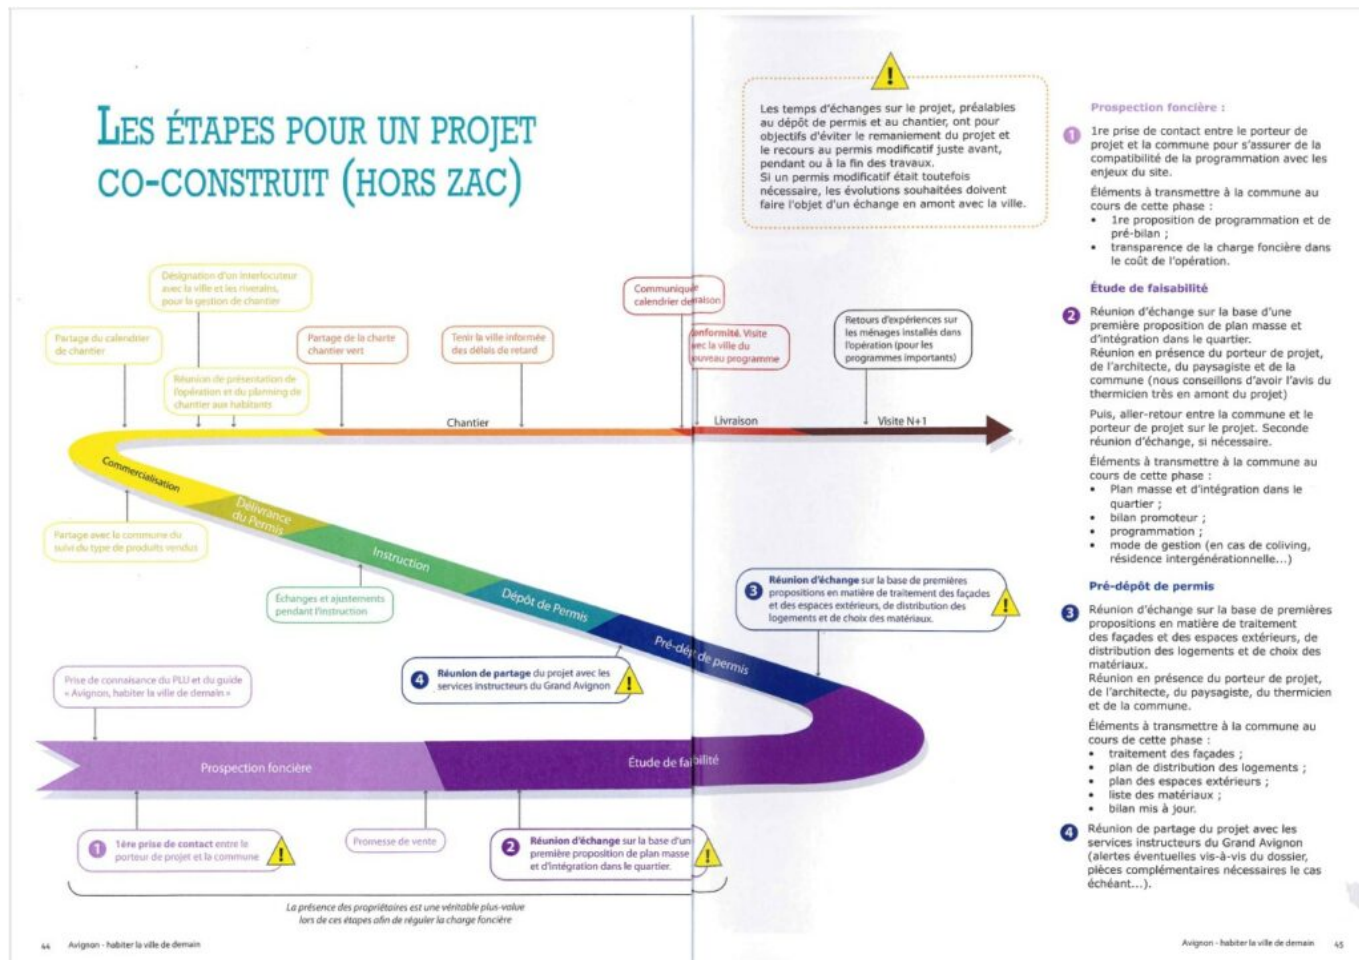 LES ÉTAPES POUR UN PROJET
CO-CONSTRUIT (HORS ZAC)
Désignation d'un interlocuteur
avec la ville et les riverains,
pour la gestion de chantier
Partage du calendrier
de chantier
Réunion de présentation de
l'opération et du planning de
chantier aux habitants
Partage de la charte
chantier vert
Tenir la ville informée
des délais de retard
Communiquer
calendrier de raison
onformité. Visite
vec la ville du
ouveau programme
Retours d'expériences sur
les ménages installés dans
l'opération (pour les
programmes importants)
Chantier
Livraison
Visite N+1
Commercialisation
Délivrance
du Permis
Instruction
Dépôt de Permis
Pré-dépôt de permis
Partage avec la commune du
suivi du type de produits vendus
Échanges et ajustements
pendant l'instruction
3 Réunion d'échange sur la base de premières
propositions en matière de traitement des façades
et des espaces extérieurs, de distribution des
logements et de choix des matériaux.
!
4 Réunion de partage du projet avec les
services instructeurs du Grand Avignon
!
Prise de connaisance du PLU et du guide
« Avignon, habiter la ville de demain »
Prospection foncière
Étude de faibilité
1 1ère prise de contact entre le
porteur de projet et la commune
!
Promesse de vente
2 Réunion d'échange sur la base d'un
première proposition de plan masse
et d'intégration dans le quartier.
!
La présence des propriétaires est une véritable plus-value
lors de ces étapes afin de réguler la charge foncière
44 Avignon - habiter la ville de demain
!
Les temps d'échanges sur le projet, préalables
au dépôt de permis et au chantier, ont pour
objectifs d'éviter le remaniement du projet et
le recours au permis modificatif juste avant,
pendant ou à la fin des travaux.
Si un permis modificatif était toutefois
nécessaire, les évolutions souhaitées doivent
faire l'objet d'un échange en amont avec la ville.
Prospection foncière :
1 1re prise de contact entre le porteur de
projet et la commune pour s'assurer de la
compatibilité de la programmation avec les
enjeux du site.
Éléments à transmettre à la commune au
cours de cette phase :
• 1re proposition de programmation et de
pré-bilan ;
• transparence de la charge foncière dans
le coût de l'opération.
Étude de faisabilité
2 Réunion d'échange sur la base d'une
première proposition de plan masse et
d'intégration dans le quartier.
Réunion en présence du porteur de projet,
de l'architecte, du paysagiste et de la
commune (nous conseillons d'avoir l'avis du
thermicien très en amont du projet)
Puis, aller-retour entre la commune et le
porteur de projet sur le projet. Seconde
réunion d'échange, si nécessaire.
Éléments à transmettre à la commune au
cours de cette phase :
• Plan masse et d'intégration dans le
quartier ;
• bilan promoteur ;
• programmation ;
• mode de gestion (en cas de coliving,
résidence intergénérationnelle...)
Pré-dépôt de permis
3 Réunion d'échange sur la base de premières
propositions en matière de traitement
des façades et des espaces extérieurs, de
distribution des logements et de choix des
matériaux.
Réunion en présence du porteur de projet,
de l'architecte, du paysagiste, du thermicien
et de la commune.
Éléments à transmettre à la commune au
cours de cette phase :
• traitement des façades ;
• plan de distribution des logements ;
• plan des espaces extérieurs ;
• liste des matériaux ;
• bilan mis à jour.
4 Réunion de partage du projet avec les
services instructeurs du Grand Avignon
(alertes éventuelles vis-à-vis du dossier,
pièces complémentaires nécessaires le cas
échéant...).
Avignon - habiter la ville de demain 45